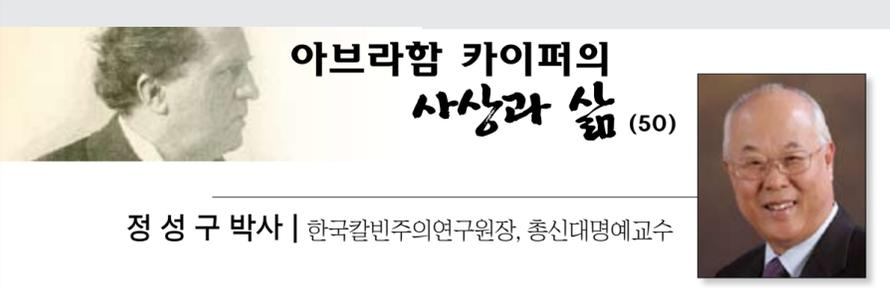 아브라함 카이퍼의
사상과 삶 (50)
정 성 구 박사 | 한국칼빈주의연구원장, 총신대명예교수